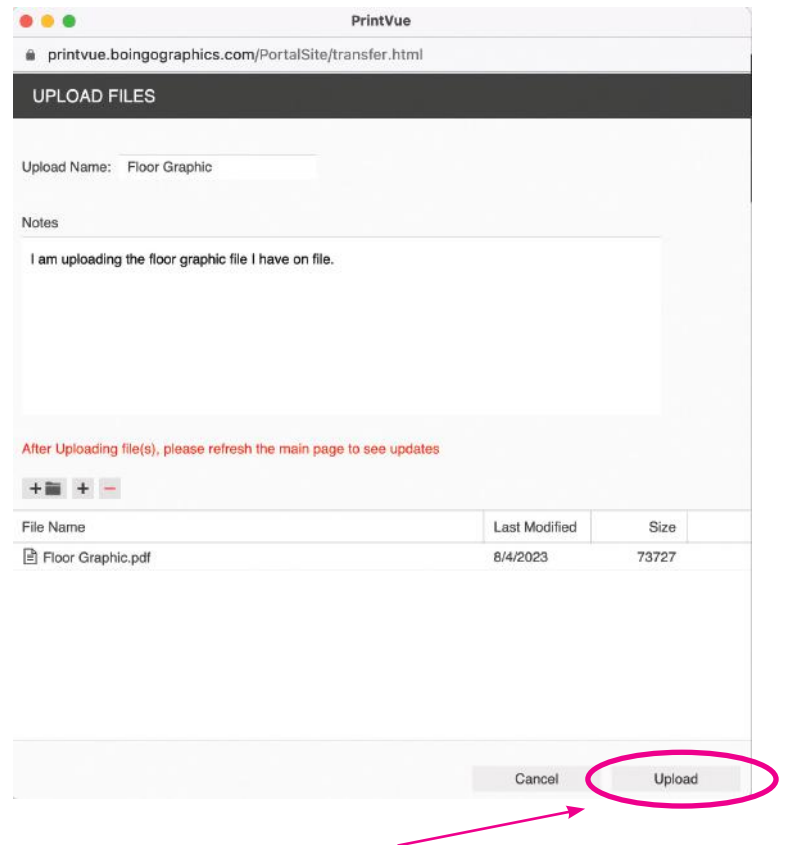 PrintVue
printvue.boingographics.com/PortalSite/transfer.html
UPLOAD FILES
Upload Name: Floor Graphic
Notes
I am uploading the floor graphic file I have on file.
After Uploading file(s), please refresh the main page to see updates
+ + −
File Name Last Modified Size
Floor Graphic.pdf 8/4/2023 73727
Cancel Upload